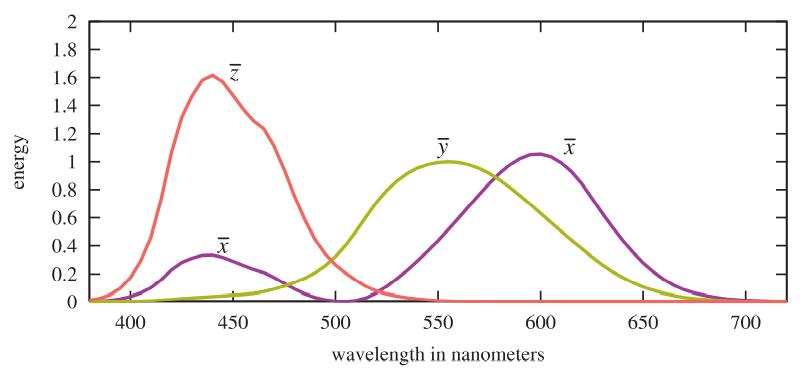 2
1.8
1.6
1.4
1.2
1
0.8
0.6
0.4
0.2
0
energy
z̅
y̅
x̅
x̅
400 450 500 550 600 650 700
wavelength in nanometers